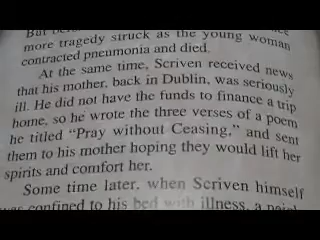 But
more tragedy struck as the young woman
contracted pneumonia and died.
At the same time, Scriven received news
that his mother, back in Dublin, was seriously
ill. He did not have the funds to finance a trip
home, so he wrote the three verses of a poem
he titled “Pray without Ceasing,” and sent
them to his mother hoping they would lift her
spirits and comfort her.
Some time later, when Scriven himself
was confined to his bed with illness, a